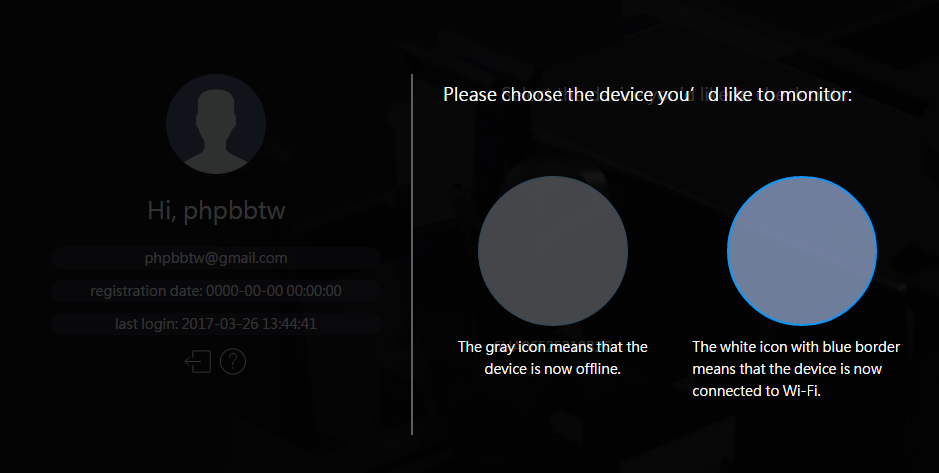 Please choose the device you’d like to monitor:
Hi, phpbbtw
phpbbtw@gmail.com
registration date: 0000-00-00 00:00:00
last login: 2017-03-26 13:44:41
?
The gray icon means that the
device is now offline.
The white icon with blue border
means that the device is now
connected to Wi-Fi.